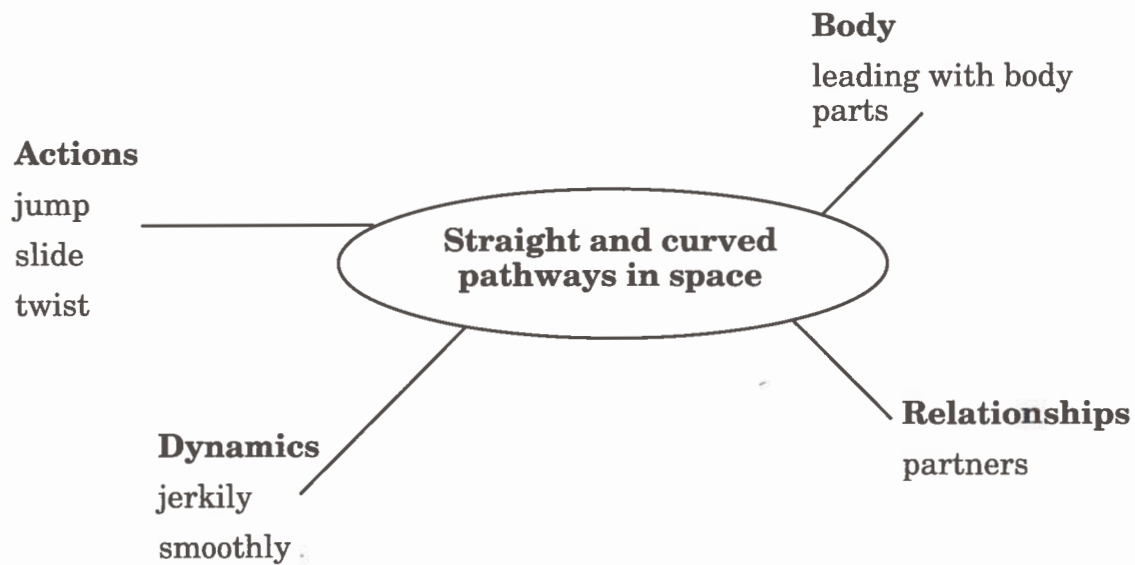 Body
leading with body
parts
Actions
jump
slide
twist
Straight and curved
pathways in space
Dynamics
jerkily
smoothly
Relationships
partners